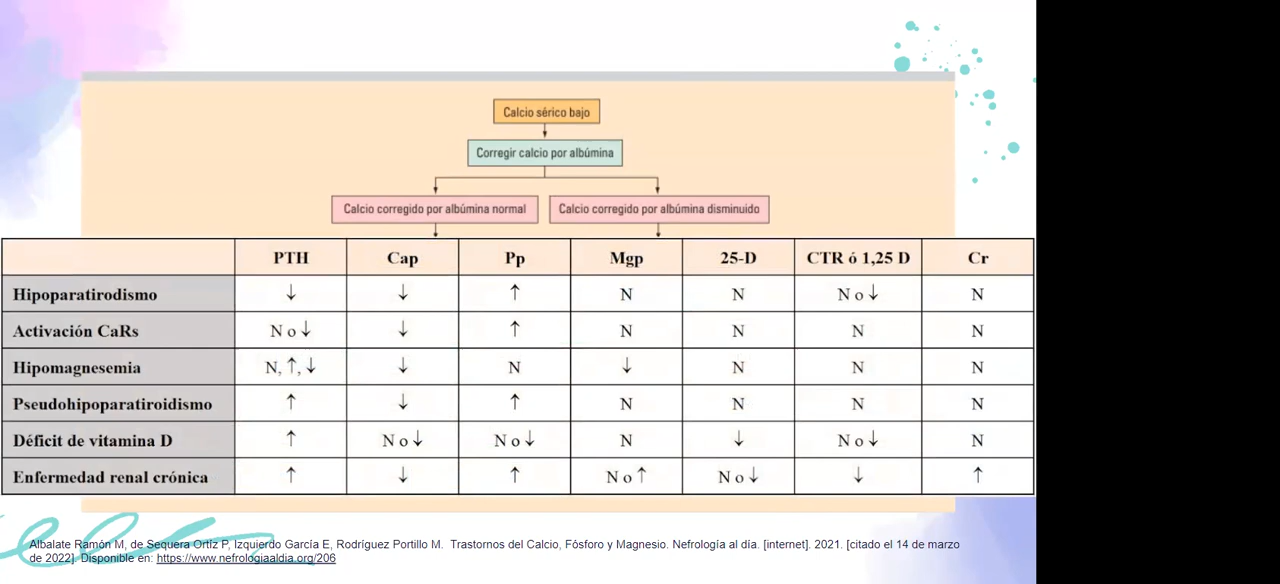 Calcio sérico bajo
Corregir calcio por albúmina
Calcio corregido por albúmina normal
Calcio corregido por albúmina disminuido
PTH Cap Pp Mgp 25-D CTR ó 1,25 D Cr
Hipoparatirodismo ↓ ↓ ↑ N N N o ↓ N
Activación CaRs N o ↓ ↓ ↑ N N N N
Hipomagnesemia N, ↑, ↓ ↓ N ↓ N N N
Pseudohipoparatiroidismo ↑ ↓ ↑ N N N N
Déficit de vitamina D ↑ N o ↓ N o ↓ N ↓ N o ↓ N
Enfermedad renal crónica ↑ ↓ ↑ N o ↑ N o ↓ ↓ ↑
Albalate Ramón M, de Sequera Ortíz P, Izquierdo García E, Rodríguez Portillo M. Trastornos del Calcio, Fósforo y Magnesio. Nefrología al día. [internet]. 2021. [citado el 14 de marzo
de 2022]. Disponible en: https://www.nefrologiaaldia.org/206